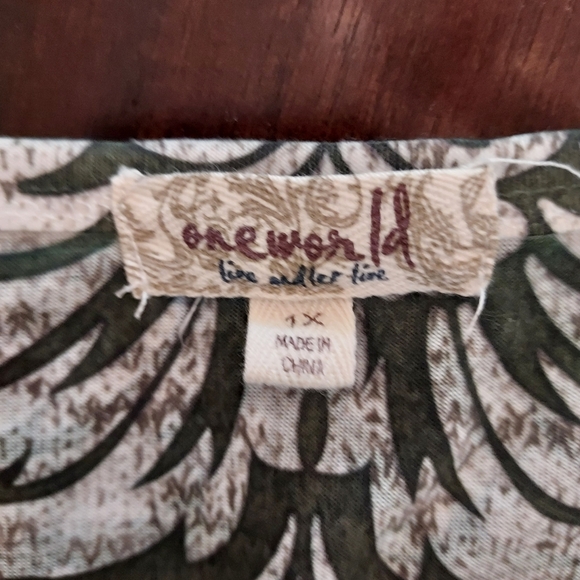 oneworld
live and let live
1X
MADE IN
CHINA